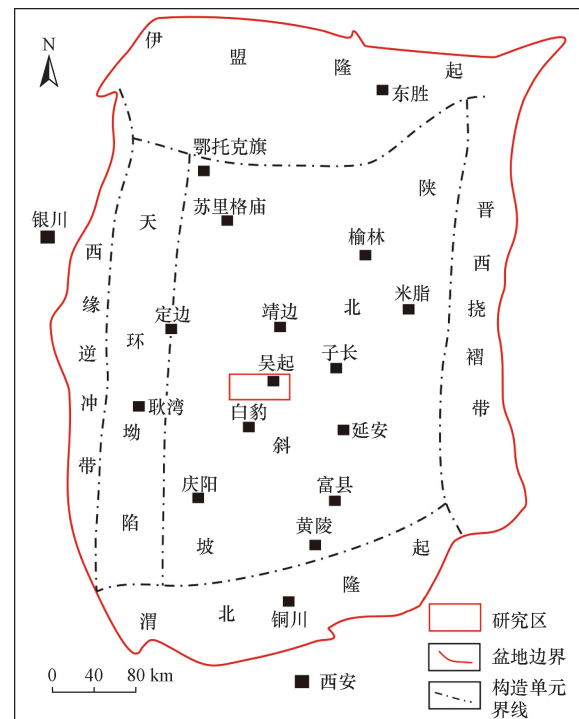 伊盟隆起
N
东胜
鄂托克旗
陕北斜坡
苏里格庙
天环坳陷
晋西挠褶带
银川
西缘逆冲带
榆林
米脂
定边
靖边
吴起
子长
耿湾
白豹
延安
庆阳
富县
黄陵
渭北隆起
铜川
研究区
盆地边界
0 40 80 km
西安
构造单元
界线